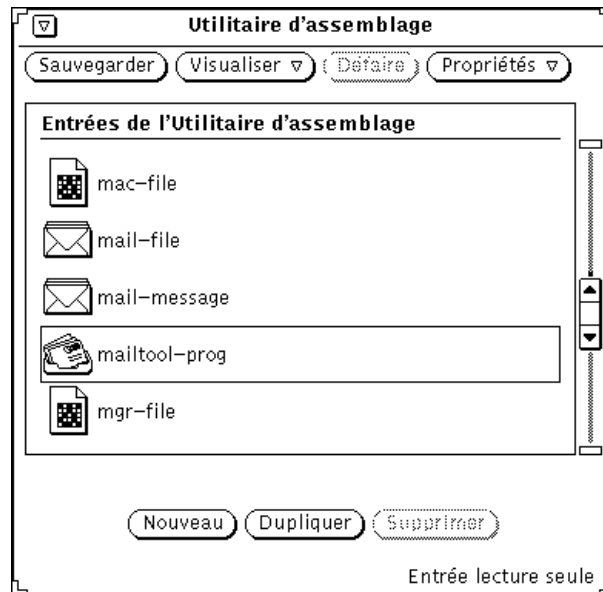 Utilitaire d'assemblage
Sauvegarder Visualiser Défaire Propriétés
Entrées de l'Utilitaire d'assemblage
mac-file
mail-file
mail-message
mailtool-prog
mgr-file
Nouveau Dupliquer Supprimer
Entrée lecture seule